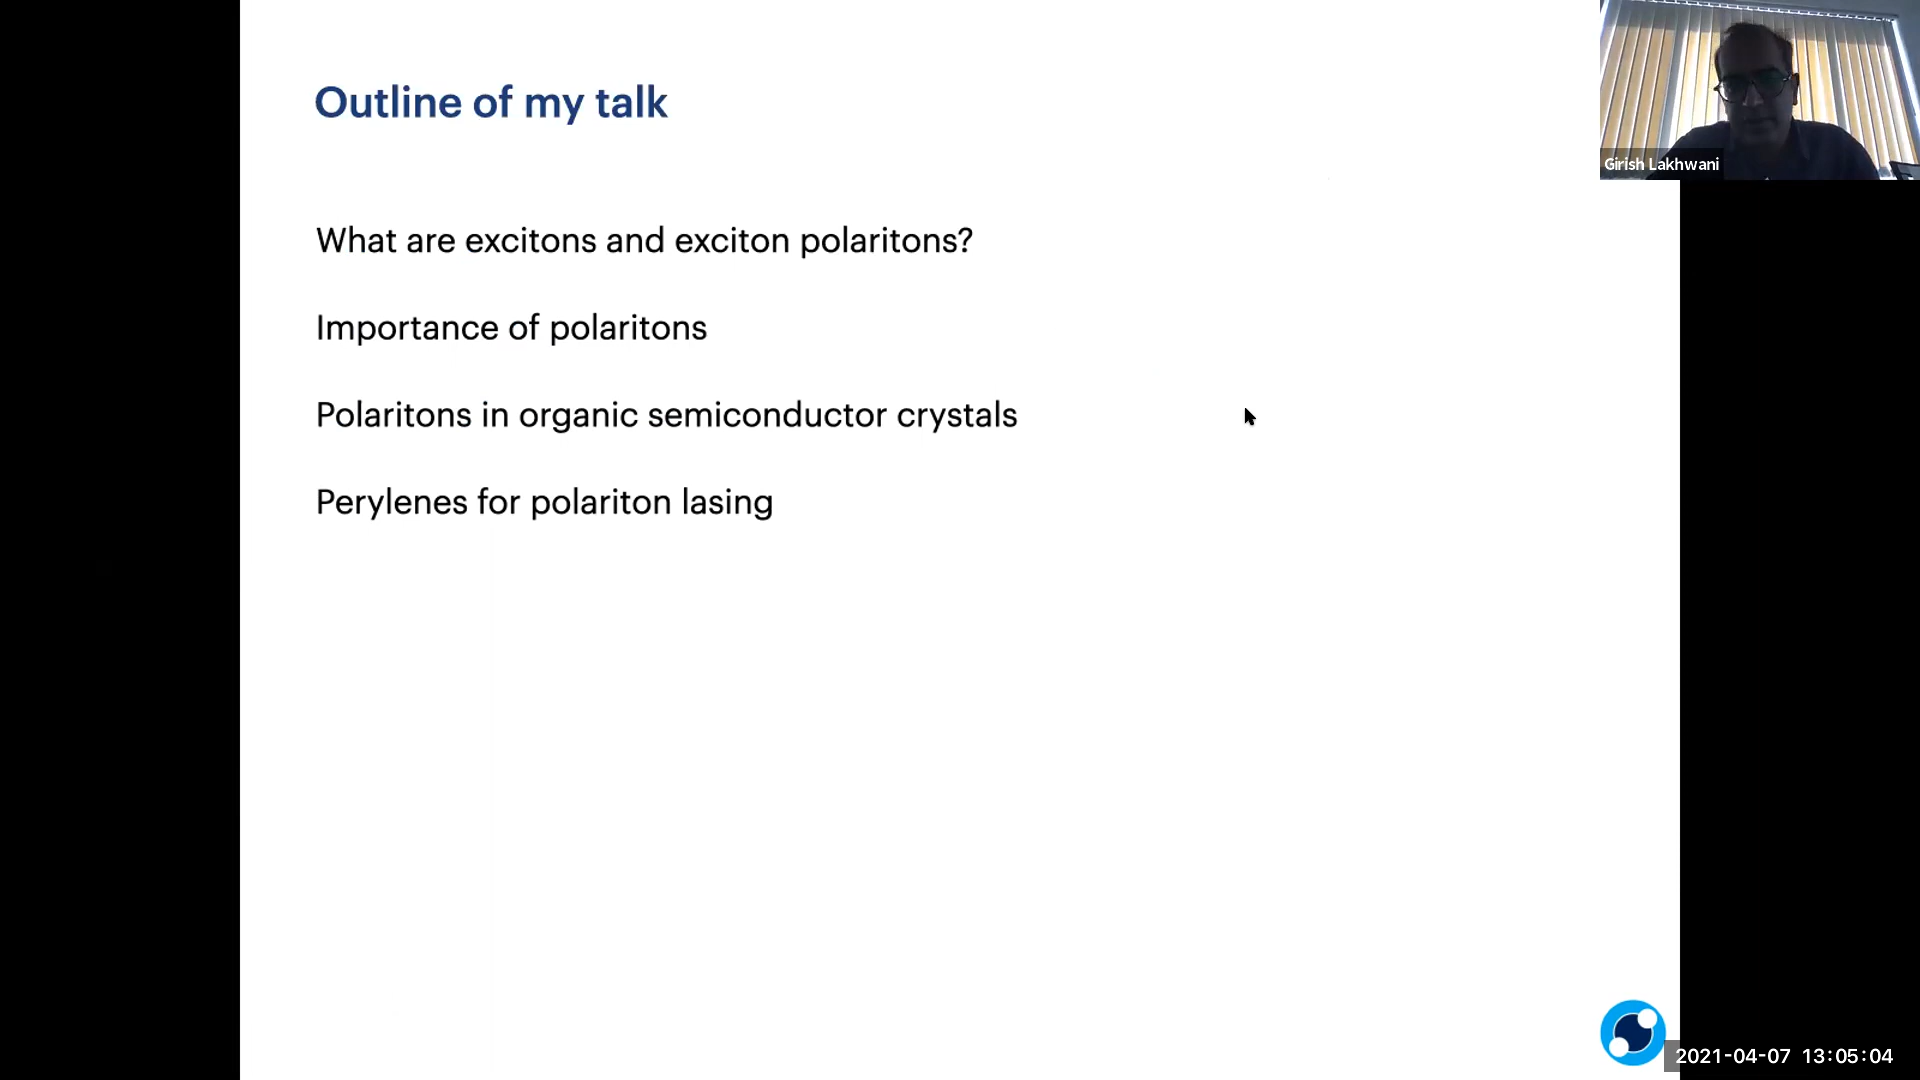 Outline of my talk
Girish Lakhwani
What are excitons and exciton polaritons?
Importance of polaritons
Polaritons in organic semiconductor crystals
Perylenes for polariton lasing
2021-04-07 13:05:04